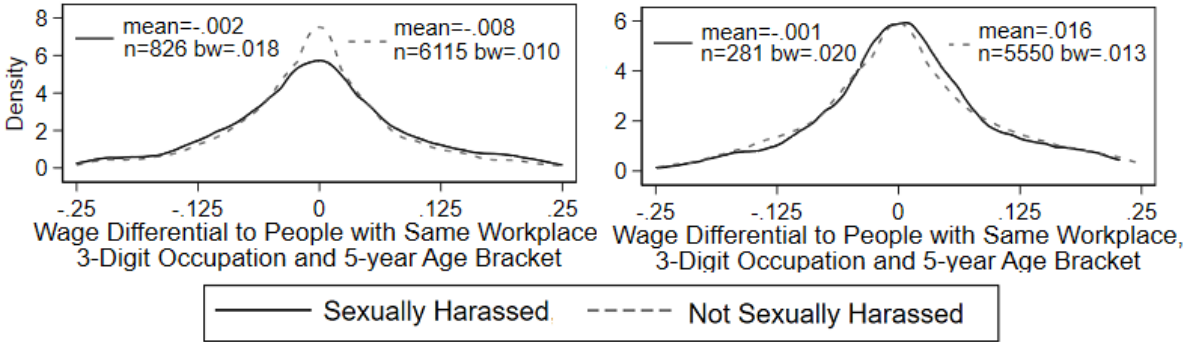 Density
8
6
4
2
0
mean=-.002
n=826 bw=.018
mean=-.008
n=6115 bw=.010
-.25 -.125 0 .125 .25
Wage Differential to People with Same Workplace
3-Digit Occupation and 5-year Age Bracket
6
4
2
0
mean=-.001
n=281 bw=.020
mean=.016
n=5550 bw=.013
-.25 -.125 0 .125 .25
Wage Differential to People with Same Workplace,
3-Digit Occupation and 5-year Age Bracket
Sexually Harassed. Not Sexually Harassed